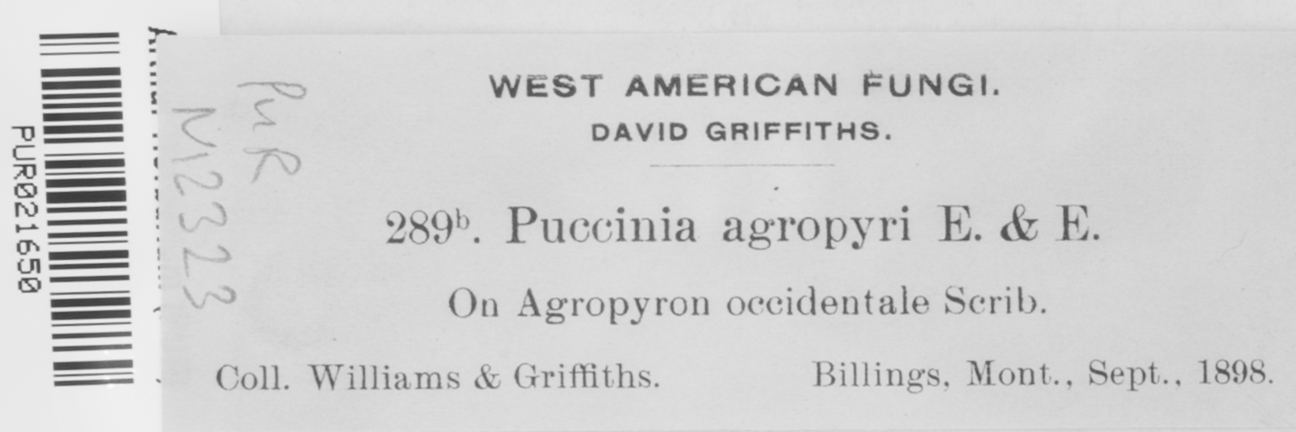 PUR021650
PuR
N12323
WEST AMERICAN FUNGI.
DAVID GRIFFITHS.
289ᵇ. Puccinia agropyri E. & E.
On Agropyron occidentale Scrib.
Coll. Williams & Griffiths. Billings, Mont., Sept., 1898.